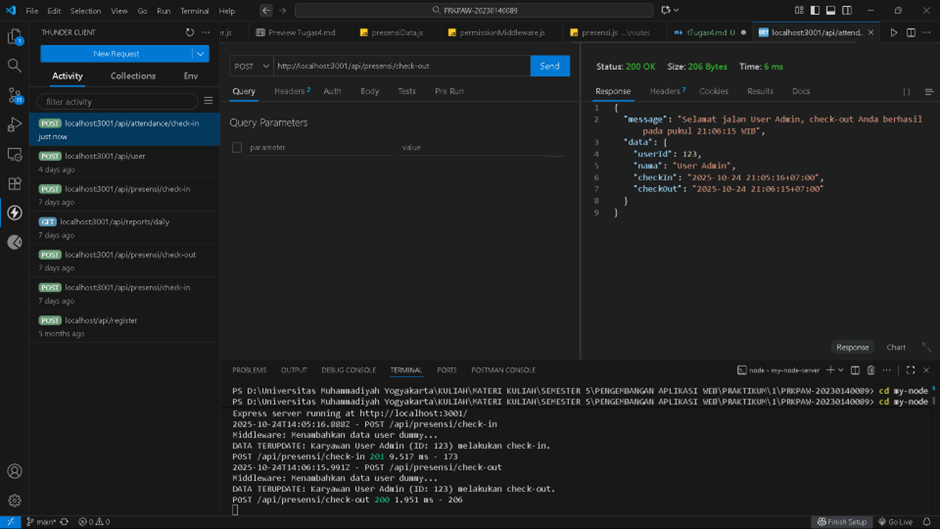 File Edit Selection View Go Run Terminal Help
PRKPAW-20230140089
THUNDER CLIENT
New Request
Activity Collections Env
filter activity
POST localhost:3001/api/attendance/check-in
just now
POST localhost:3001/api/user
4 days ago
POST localhost:3001/api/presensi/check-in
7 days ago
GET localhost:3001/api/reports/daily
7 days ago
POST localhost:3001/api/presensi/check-out
7 days ago
POST localhost:3001/api/presensi/check-in
7 days ago
POST localhost/api/register
5 months ago
r.js Preview Tugas4.md presensiData.js permissionMiddleware.js presensi.js ...\routes tTugas4.md U GET localhost:3001/api/attend...
POST http://localhost:3001/api/presensi/check-out Send
Query Headers 2 Auth Body Tests Pre Run
Query Parameters
parameter value
Status: 200 OK Size: 206 Bytes Time: 6 ms
Response Headers 7 Cookies Results Docs
1 {
2 "message": "Selamat jalan User Admin, check-out Anda berhasil
pada pukul 21:06:15 WIB",
3 "data": {
4 "userId": 123,
5 "nama": "User Admin",
6 "checkIn": "2025-10-24 21:05:16+07:00",
7 "checkOut": "2025-10-24 21:06:15+07:00"
8 }
9 }
Response Chart
PROBLEMS OUTPUT DEBUG CONSOLE TERMINAL PORTS POSTMAN CONSOLE
node - my-node-server
PS D:\Universitas Muhammadiyah Yogyakarta\KULIAH\MATERI KULIAH\SEMESTER 5\PENGEMBANGAN APLIKASI WEB\PRAKTIKUM\1\PRKPAW-20230140089> cd my-node
PS D:\Universitas Muhammadiyah Yogyakarta\KULIAH\MATERI KULIAH\SEMESTER 5\PENGEMBANGAN APLIKASI WEB\PRAKTIKUM\1\PRKPAW-20230140089> cd my-node
Express server running at http://localhost:3001/
2025-10-24T14:05:16.888Z - POST /api/presensi/check-in
Middleware: Menambahkan data user dummy...
DATA TERUPDATE: Karyawan User Admin (ID: 123) melakukan check-in.
POST /api/presensi/check-in 201 9.517 ms - 173
2025-10-24T14:06:15.991Z - POST /api/presensi/check-out
Middleware: Menambahkan data user dummy...
DATA TERUPDATE: Karyawan User Admin (ID: 123) melakukan check-out.
POST /api/presensi/check-out 200 1.951 ms - 206
main* 0 0 Finish Setup Go Live